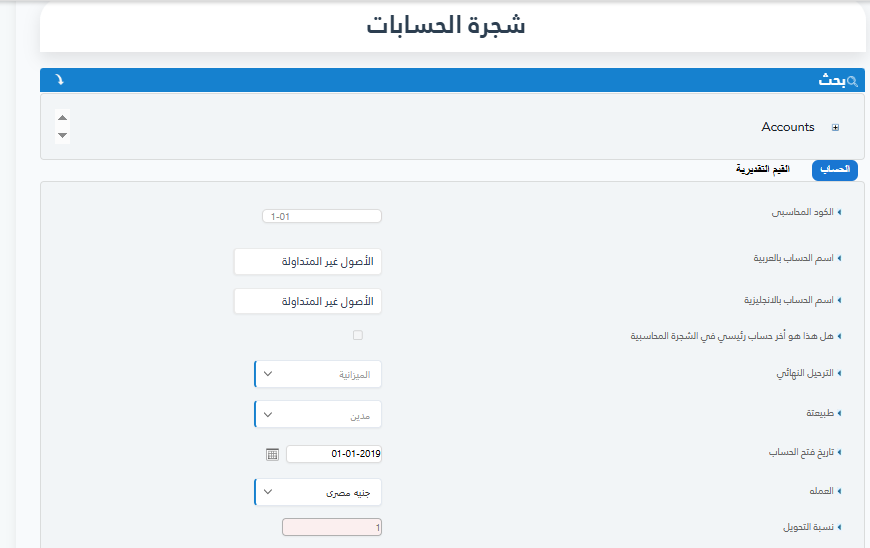 شجرة الحسابات
بحث
Accounts
الحساب القيم التقديرية
الكود المحاسبى 1-01
اسم الحساب بالعربية الأصول غير المتداولة
اسم الحساب بالانجليزية الأصول غير المتداولة
هل هذا هو أخر حساب رئيسي في الشجرة المحاسبية
الترحيل النهائي الميزانية
طبيعتة مدين
تاريخ فتح الحساب 01-01-2019
العمله جنيه مصرى
نسبة التحويل 1